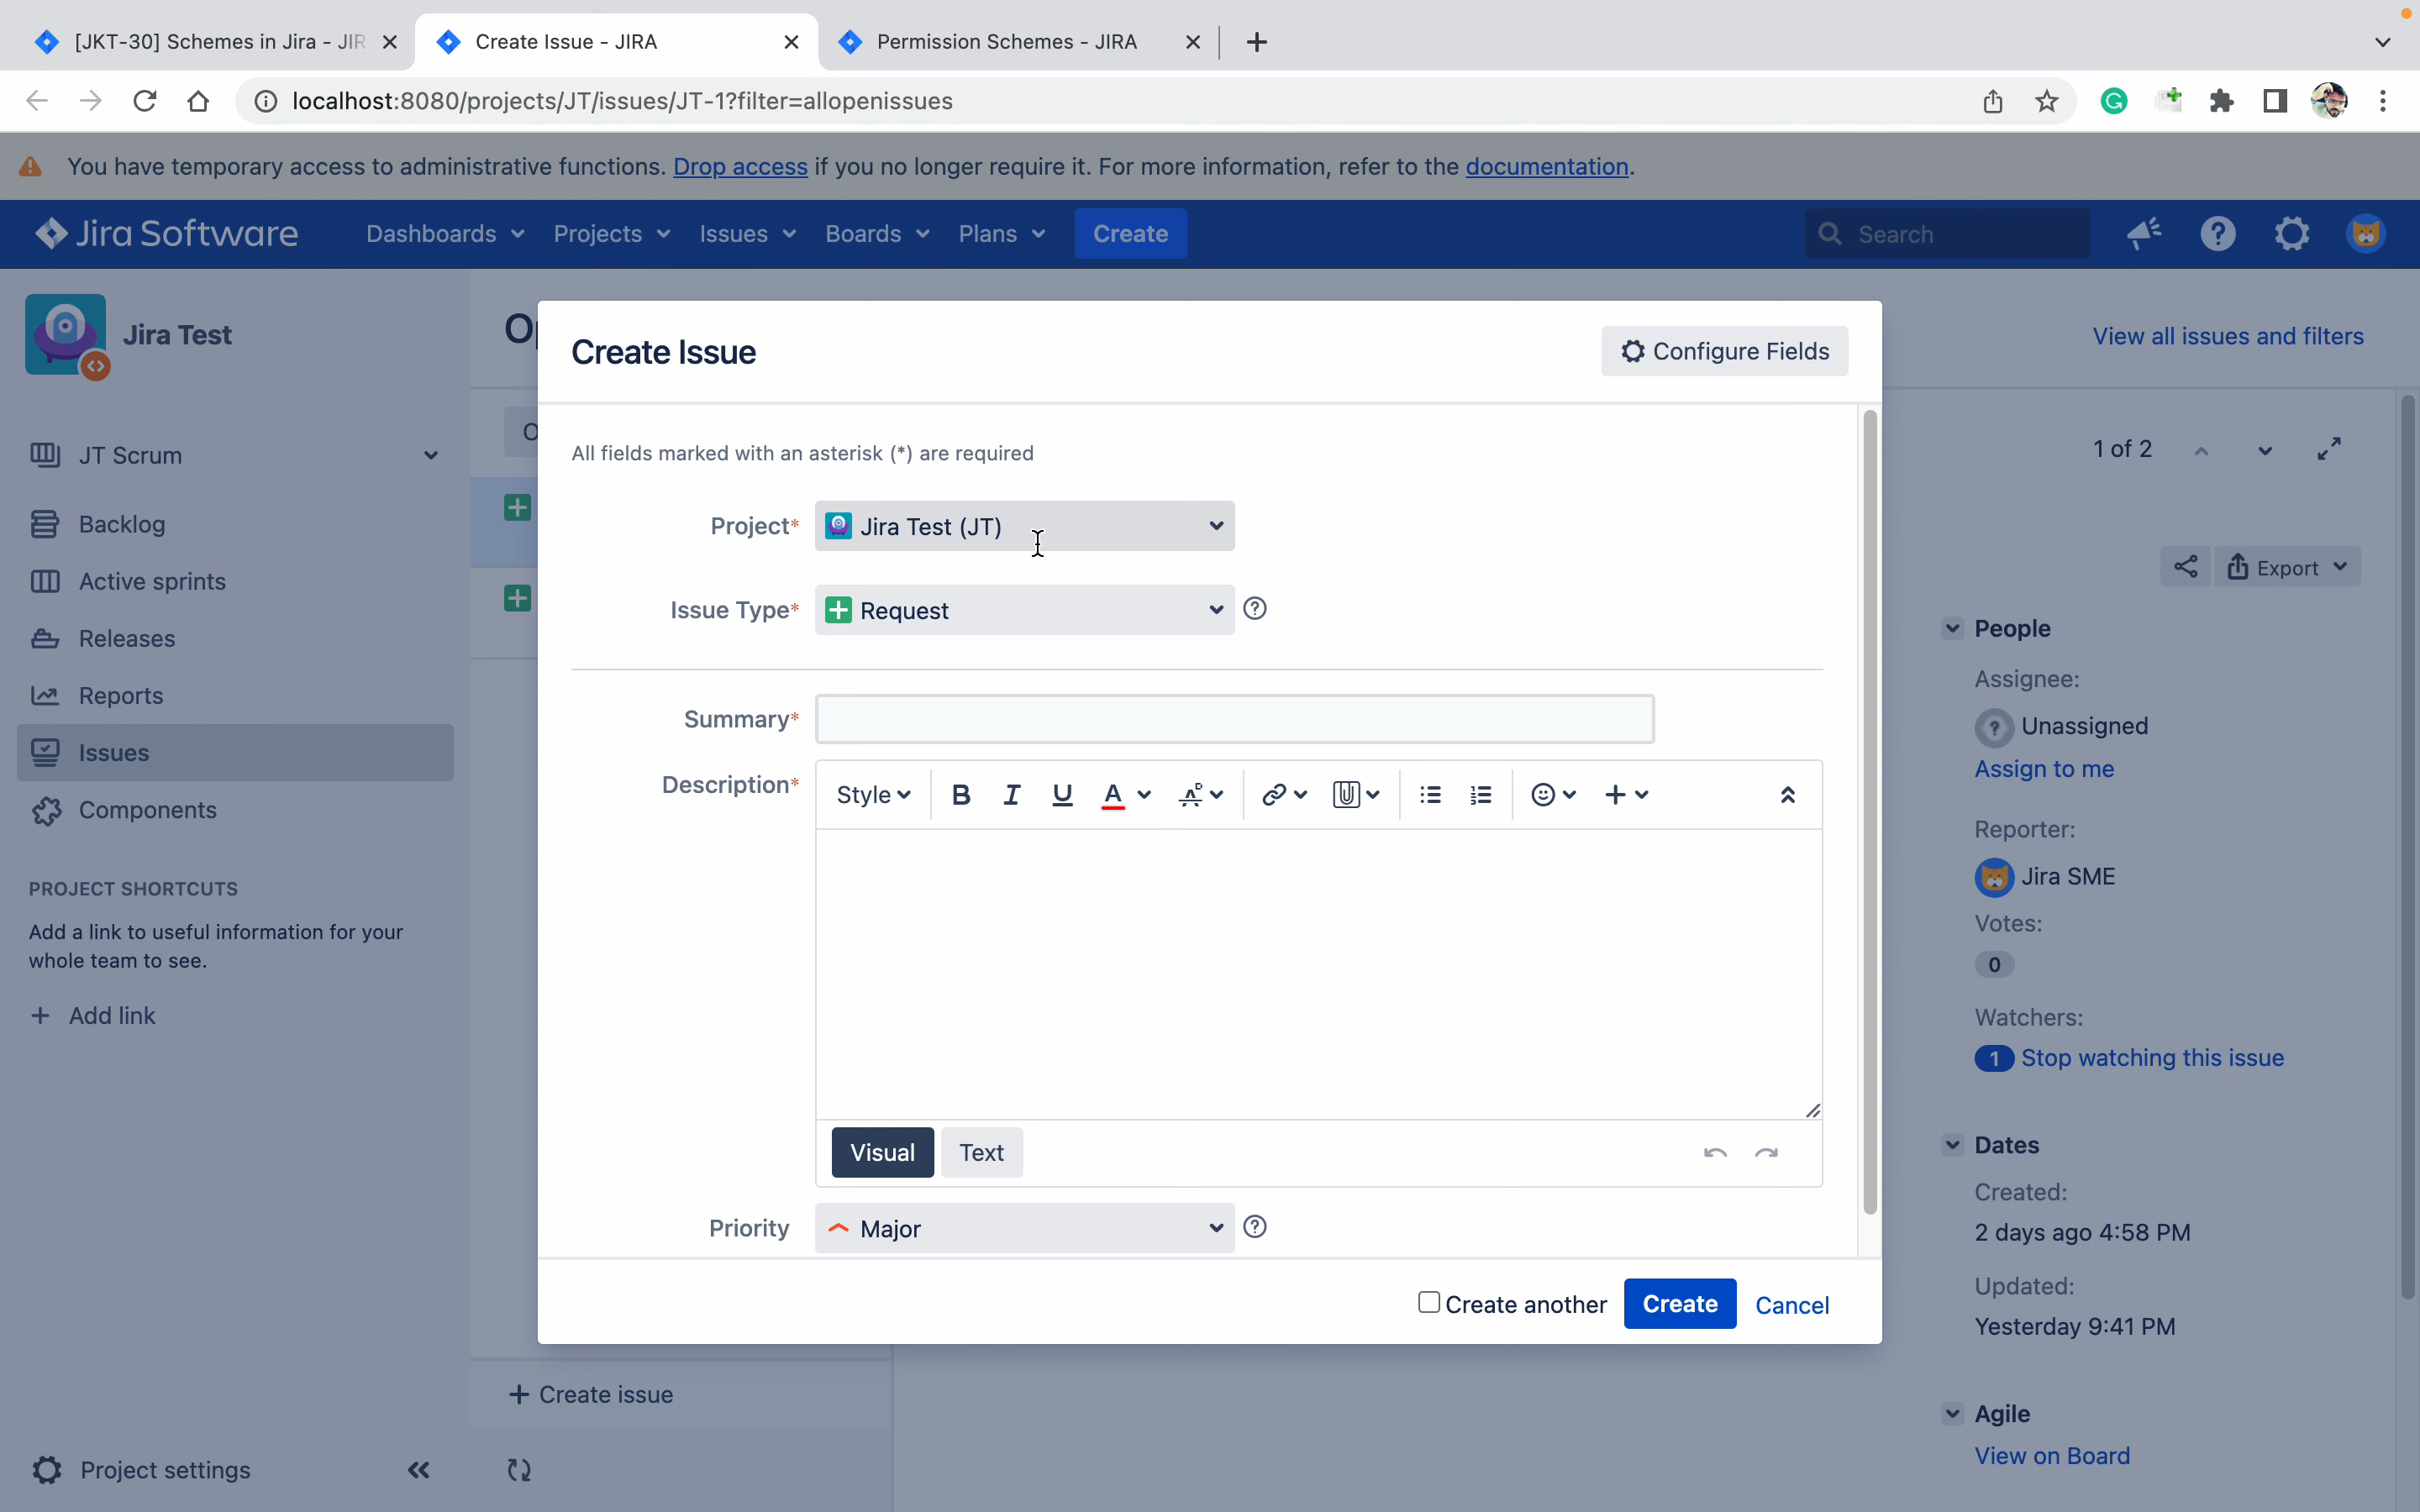 [JKT-30] Schemes in Jira - JIR
Create Issue - JIRA
Permission Schemes - JIRA
localhost:8080/projects/JT/issues/JT-1?filter=allopenissues
You have temporary access to administrative functions. Drop access if you no longer require it. For more information, refer to the documentation.
Jira Software
Dashboards
Projects
Issues
Boards
Plans
Create
Search
Jira Test
JT Scrum
Backlog
Active sprints
Releases
Reports
Issues
Components
PROJECT SHORTCUTS
Add a link to useful information for your
whole team to see.
+ Add link
Project settings
Op
View all issues and filters
O
Create Issue
Configure Fields
All fields marked with an asterisk (*) are required
Project*
Jira Test (JT)
Issue Type*
Request
Summary*
Description*
Style
B I U A
Visual
Text
Priority
Major
Create another
Create
Cancel
+ Create issue
1 of 2
Export
People
Assignee:
Unassigned
Assign to me
Reporter:
Jira SME
Votes:
0
Watchers:
1 Stop watching this issue
Dates
Created:
2 days ago 4:58 PM
Updated:
Yesterday 9:41 PM
Agile
View on Board